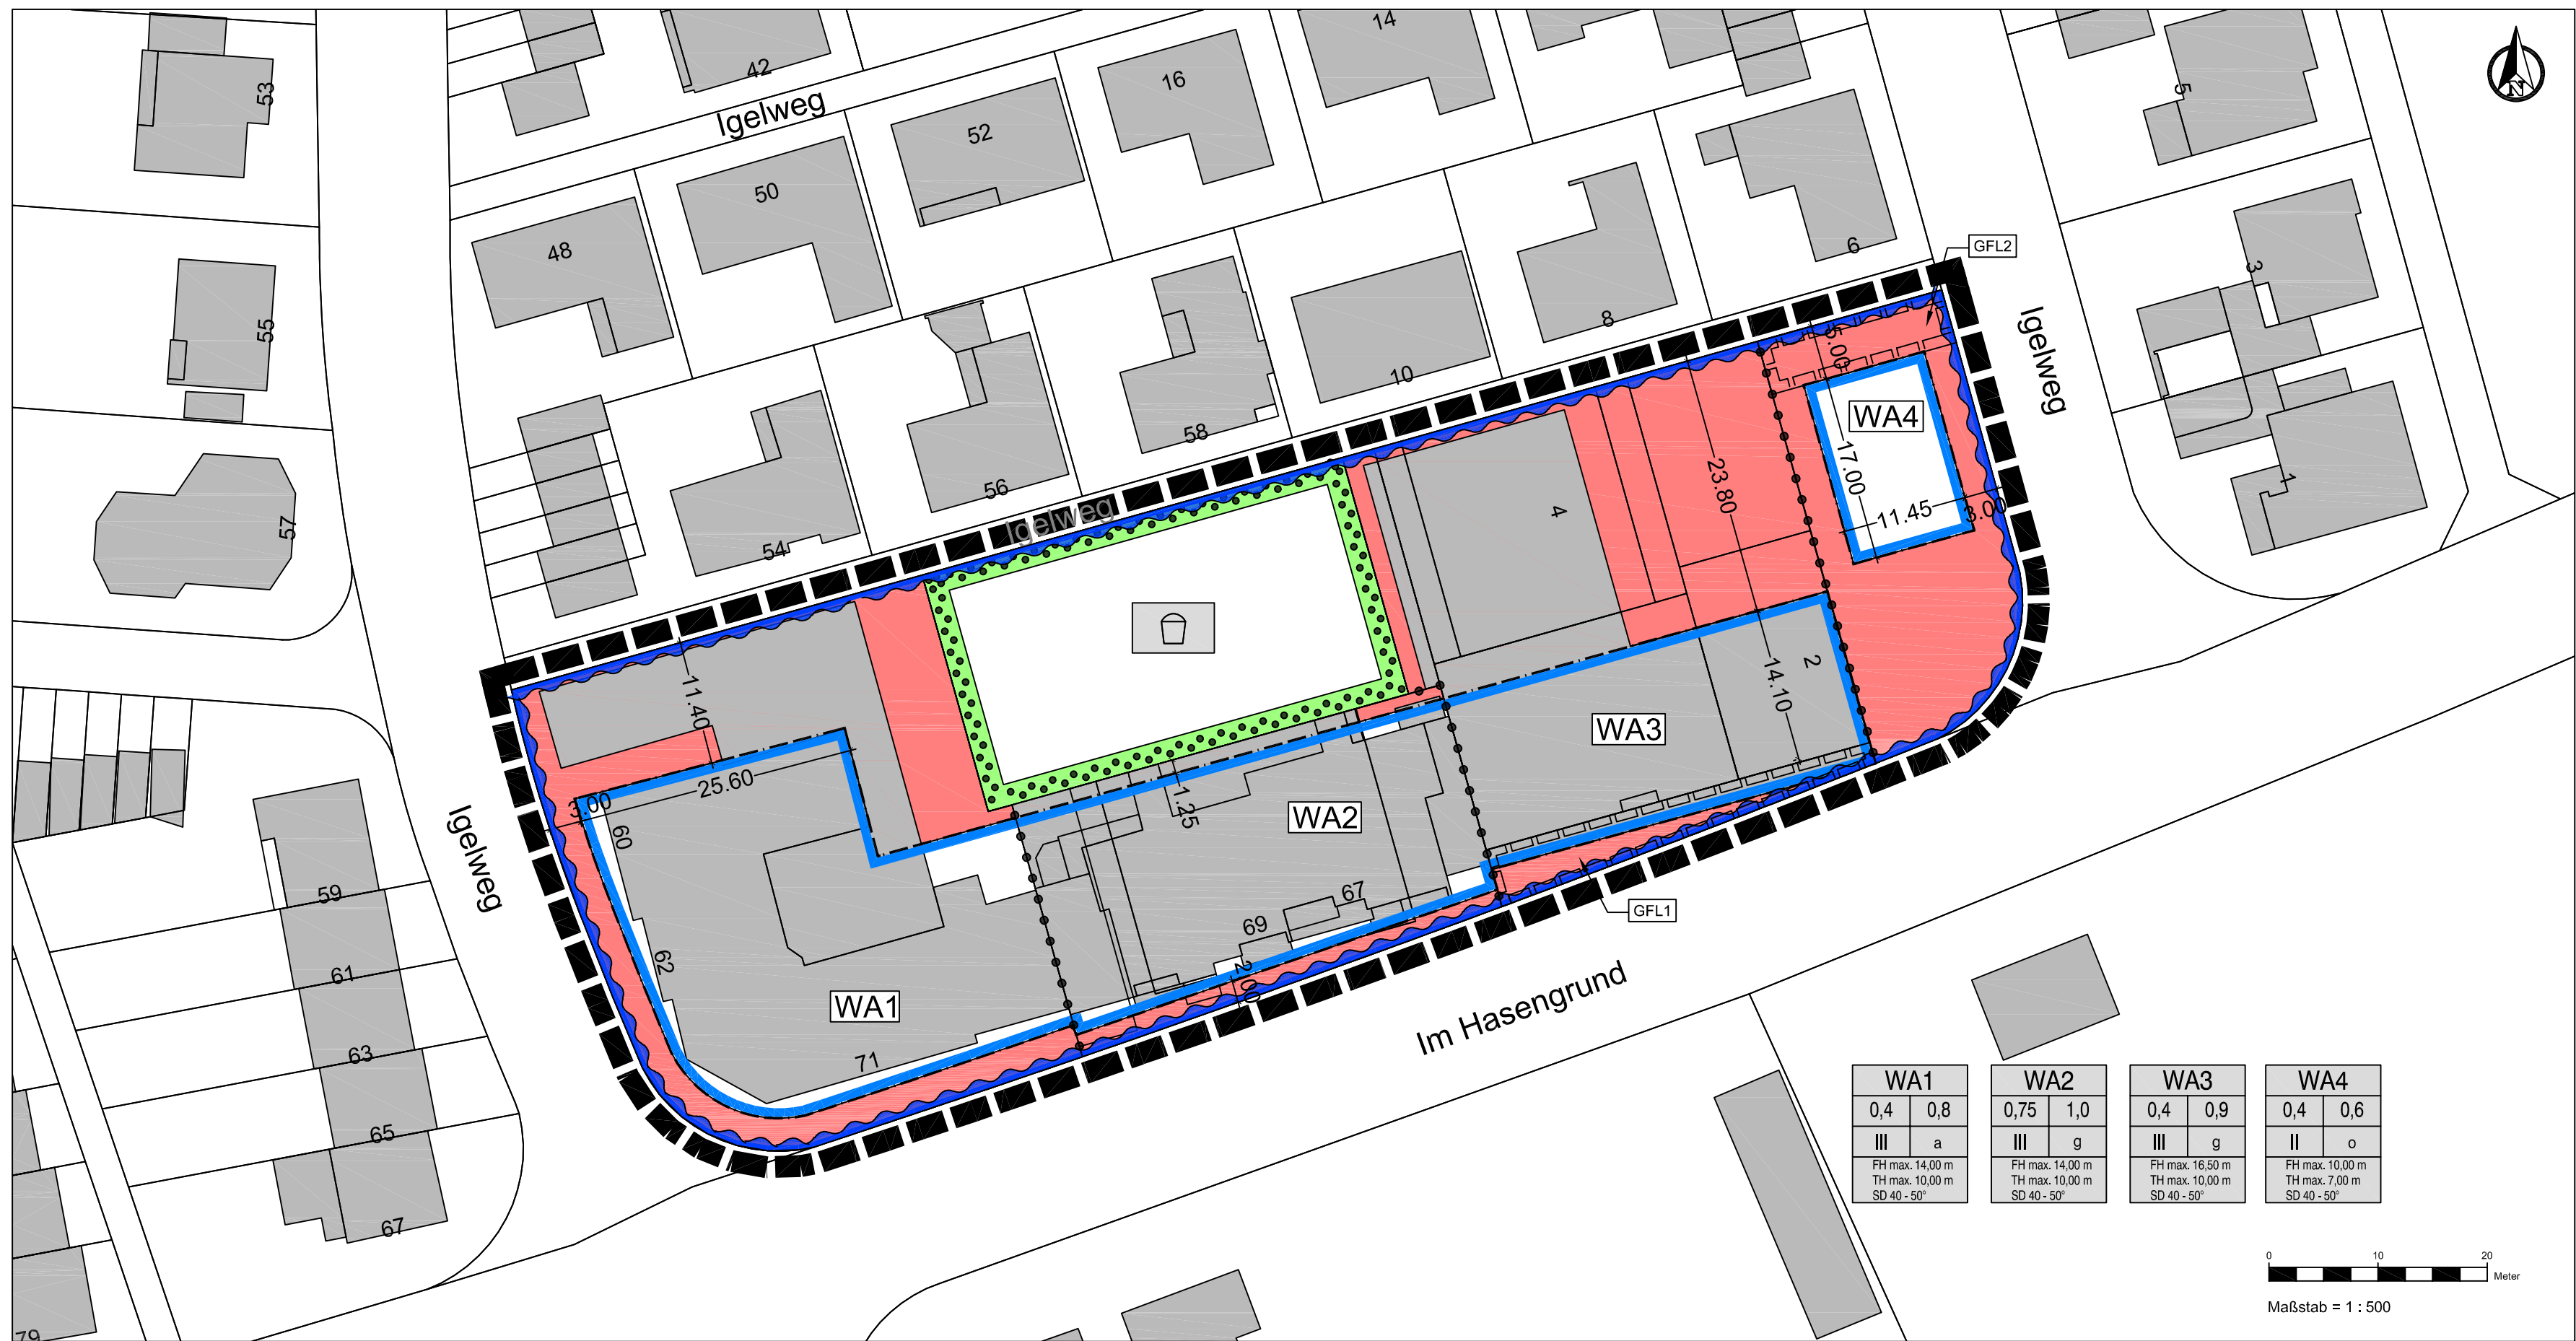 14
42
16
53
5
Igelweg
52
50
N
48
6
GFL2
3
55
8
Igelweg
10
5.00
WA4
58
17.00
1
23.80
56
4
11.45
3.00
Igelweg
57
54
2
11.40
14.10
WA3
25.60
3.00
60
1.25
WA2
Igelweg
59
67
69
GFL1
62
61
2.00
WA1
Im Hasengrund
63
71
65
67
79
WA1
0,4 0,8
III a
FH max. 14,00 m
TH max. 10,00 m
SD 40 - 50°
WA2
0,75 1,0
III g
FH max. 14,00 m
TH max. 10,00 m
SD 40 - 50°
WA3
0,4 0,9
III g
FH max. 16,50 m
TH max. 10,00 m
SD 40 - 50°
WA4
0,4 0,6
II o
FH max. 10,00 m
TH max. 7,00 m
SD 40 - 50°
0 10 20
Meter
Maßstab = 1 : 500